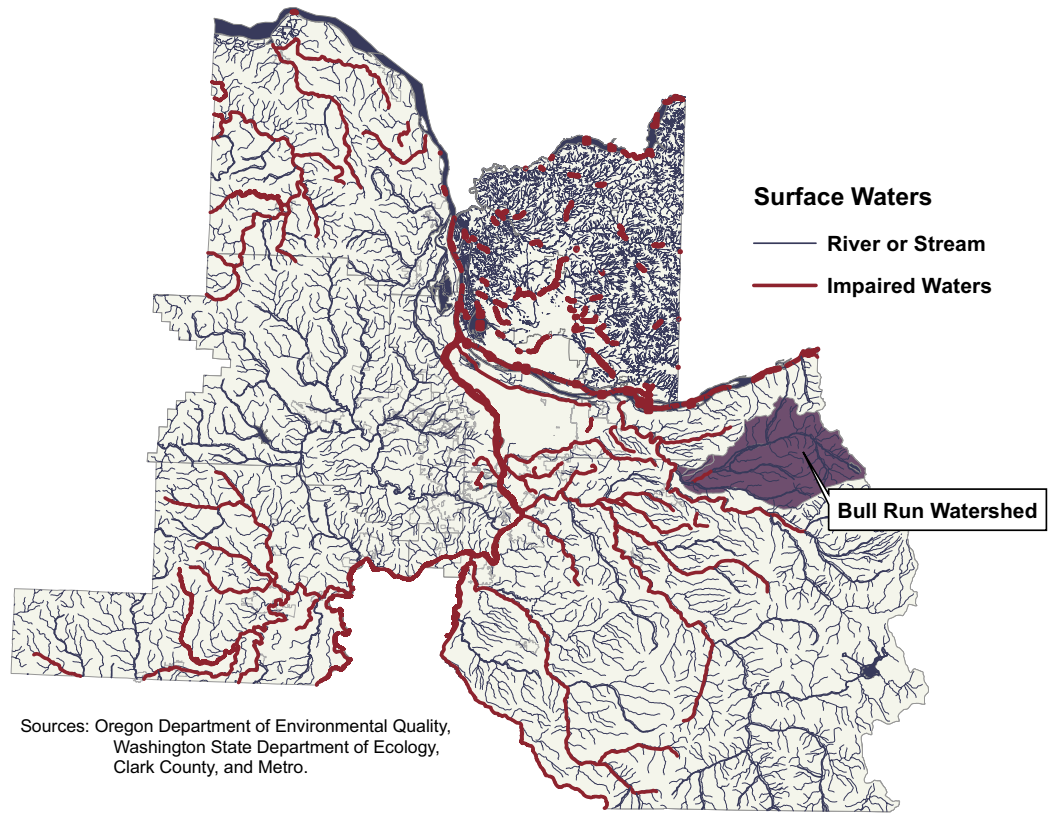 Surface Waters
River or Stream
Impaired Waters
Bull Run Watershed
Sources: Oregon Department of Environmental Quality,
Washington State Department of Ecology,
Clark County, and Metro.